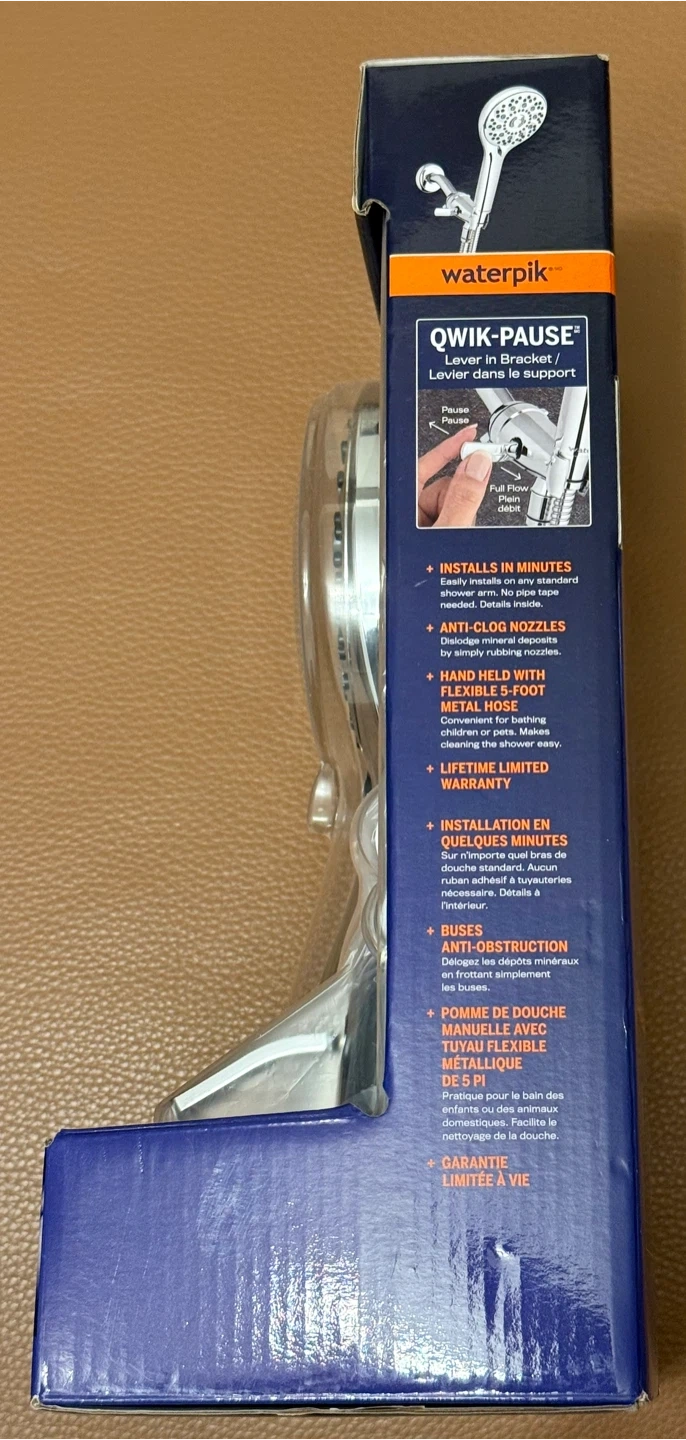 waterpik
QWIK-PAUSE™
Lever in Bracket /
Levier dans le support
Pause
Pause
Full Flow
Plein
débit
+ INSTALLS IN MINUTES
Easily installs on any standard
shower arm. No pipe tape
needed. Details inside.
+ ANTI-CLOG NOZZLES
Dislodge mineral deposits
by simply rubbing nozzles.
+ HAND HELD WITH
FLEXIBLE 5-FOOT
METAL HOSE
Convenient for bathing
children or pets. Makes
cleaning the shower easy.
+ LIFETIME LIMITED
WARRANTY
+ INSTALLATION EN
QUELQUES MINUTES
Sur n'importe quel bras de
douche standard. Aucun
ruban adhésif à tuyauteries
nécessaire. Détails à
l'intérieur.
+ BUSES
ANTI-OBSTRUCTION
Délogez les dépôts minéraux
en frottant simplement
les buses.
+ POMME DE DOUCHE
MANUELLE AVEC
TUYAU FLEXIBLE
MÉTALLIQUE
DE 5 PI
Pratique pour le bain des
enfants ou des animaux
domestiques. Facilite le
nettoyage de la douche.
+ GARANTIE
LIMITÉE À VIE